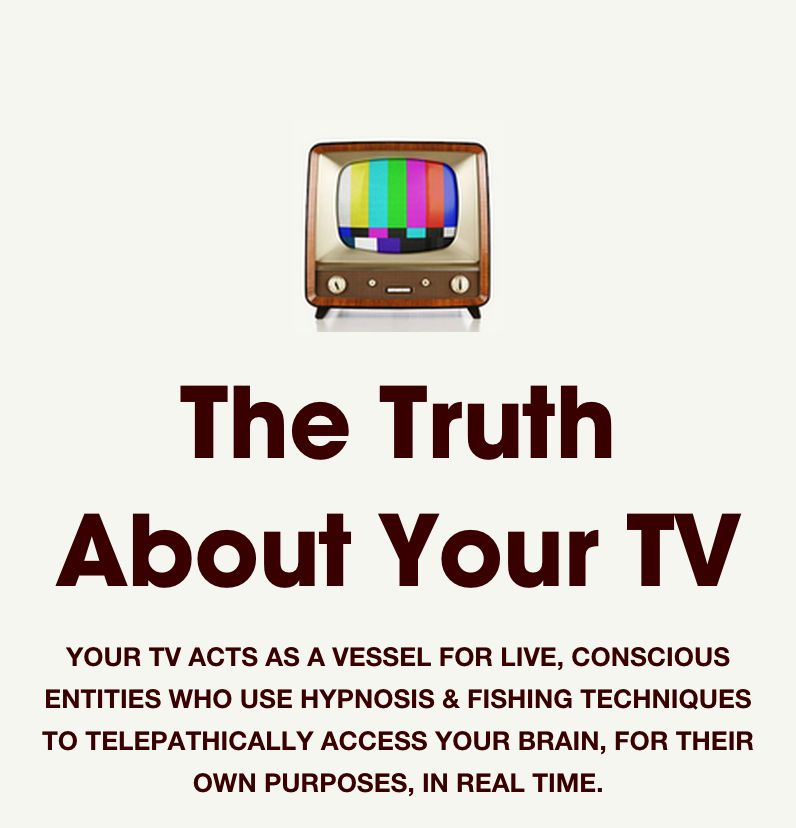 The Truth
About Your TV
YOUR TV ACTS AS A VESSEL FOR LIVE, CONSCIOUS
ENTITIES WHO USE HYPNOSIS & FISHING TECHNIQUES
TO TELEPATHICALLY ACCESS YOUR BRAIN, FOR THEIR
OWN PURPOSES, IN REAL TIME.